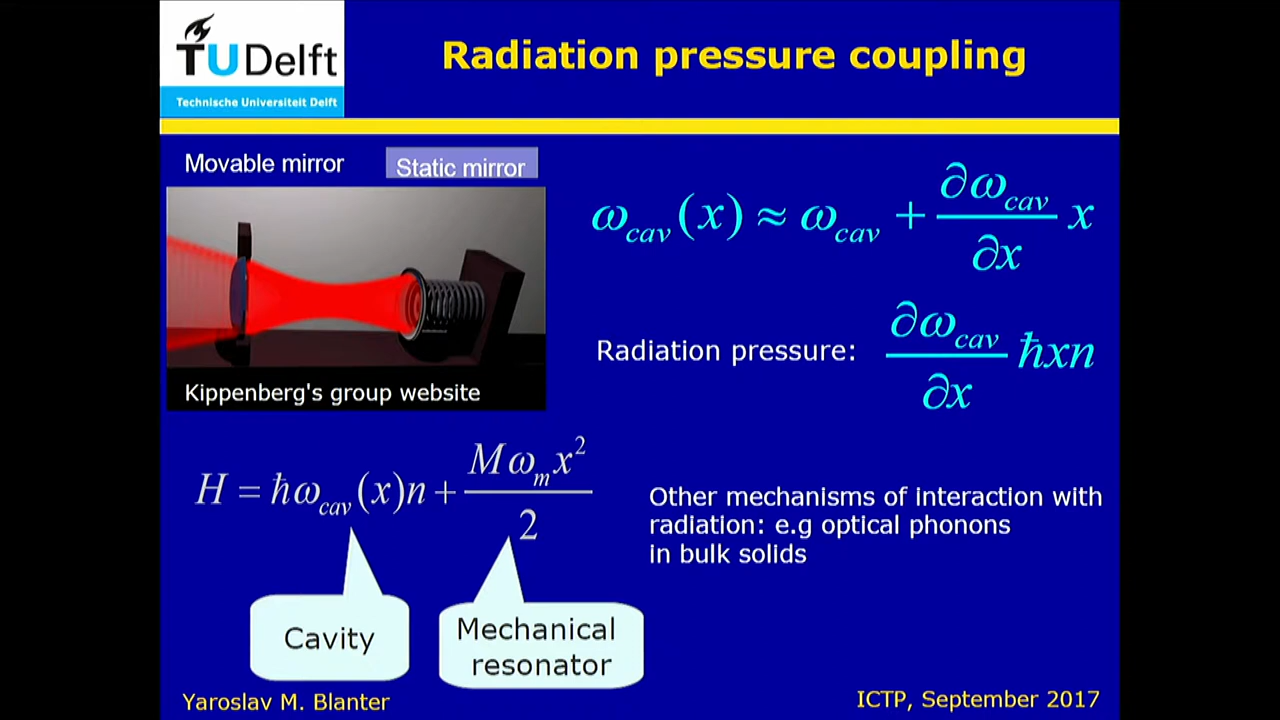 TU Delft
Technische Universiteit Delft
Radiation pressure coupling
Movable mirror
Static mirror
Kippenberg's group website
ω_cav(x) ≈ ω_cav + ∂ω_cav/∂x x
Radiation pressure: ∂ω_cav/∂x ħxn
H = ħω_cav(x)n + Mω_m x²/2
Cavity
Mechanical
resonator
Other mechanisms of interaction with
radiation: e.g optical phonons
in bulk solids
Yaroslav M. Blanter
ICTP, September 2017